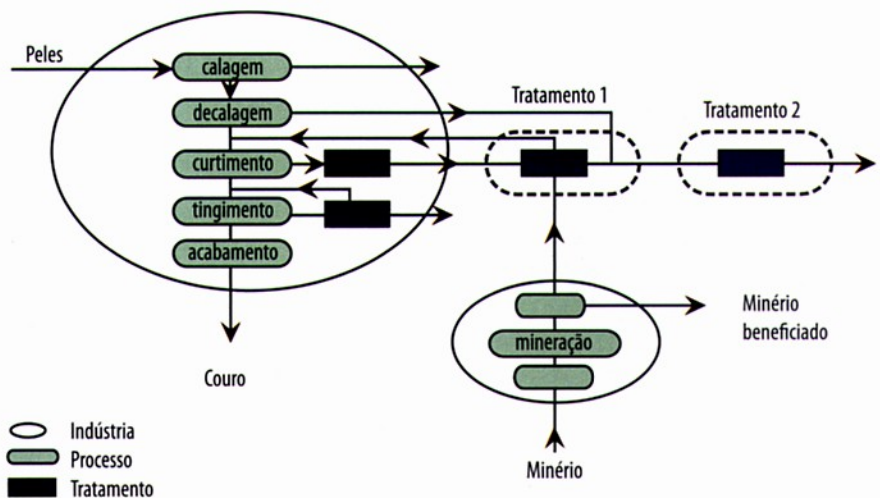 Peles
calagem
decalagem
Tratamento 1
Tratamento 2
curtimento
tingimento
acabamento
Minério
beneficiado
mineração
Couro
Indústria
Processo
Minério
Tratamento